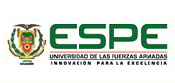 ESPE
UNIVERSIDAD DE LAS FUERZAS ARMADAS
INNOVACIÓN PARA LA EXCELENCIA